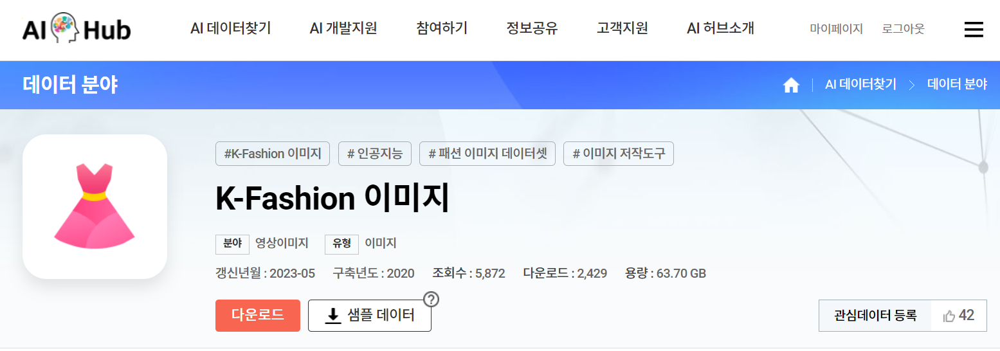 AI Hub AI 데이터찾기 AI 개발지원 참여하기 정보공유 고객지원 AI 허브소개 마이페이지 로그아웃
데이터 분야 AI 데이터찾기 데이터 분야
#K-Fashion 이미지 # 인공지능 # 패션 이미지 데이터셋 # 이미지 저작도구
K-Fashion 이미지
분야 영상이미지 유형 이미지
갱신년월 : 2023-05 구축년도 : 2020 조회수 : 5,872 다운로드 : 2,429 용량 : 63.70 GB
다운로드 샘플 데이터 ? 관심데이터 등록 42